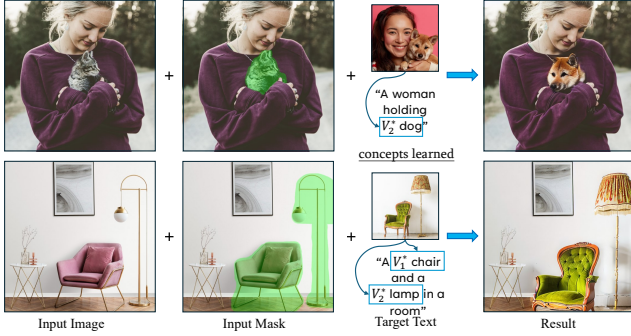 + + "A woman
holding
V₂* dog"
concepts learned
+ + "A V₁* chair
and a
V₂* lamp in a
room"
Input Image Input Mask Target Text Result